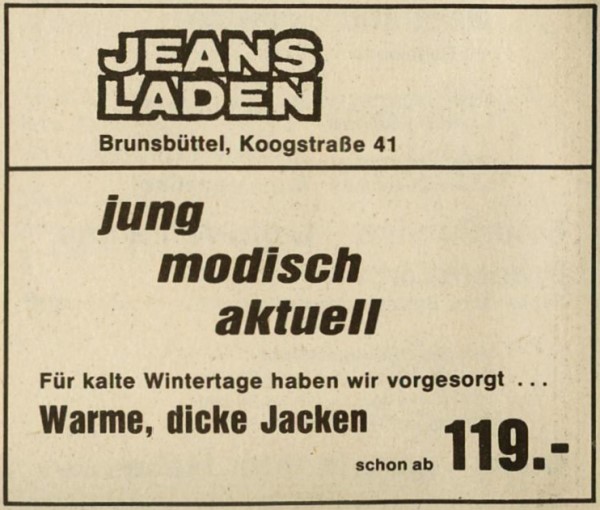 JEANS
LADEN
Brunsbüttel, Koogstraße 41
jung
modisch
aktuell
Für kalte Wintertage haben wir vorgesorgt ...
Warme, dicke Jacken
schon ab 119.-